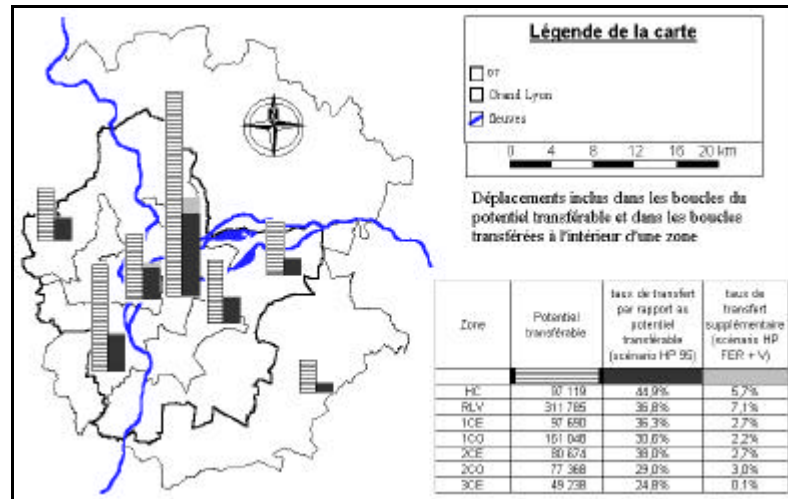 Légende de la carte
DT
Grand Lyon
fleuves
0 4 8 12 16 20 km
N
Déplacements inclus dans les boucles du
potentiel transférable et dans les boucles
transférées à l'intérieur d'une zone
Zone
Potentiel
transférable
taux de transfert
par rapport au
potentiel
transférable
(scénario HP 95)
taux de
transfert
supplémentaire
(scénario HP
FER + V)
HC 97 119 44,9% 5,7%
RLV 311 785 36,8% 7,1%
1CE 97 690 36,3% 2,7%
1CO 161 048 30,6% 2,2%
2CE 80 674 38,0% 2,7%
2CO 77 368 29,0% 3,0%
3CE 49 238 24,8% 0,1%